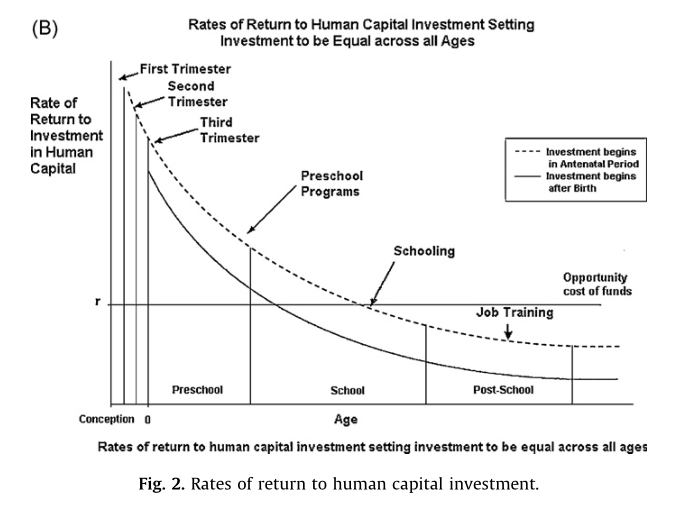 (B)
Rates of Return to Human Capital Investment Setting
Investment to be Equal across all Ages
First Trimester
Second
Trimester
Third
Trimester
Rate of
Return to
Investment
in Human
Capital
Preschool
Programs
Investment begins
in Antenatal Period
Investment begins
after Birth
Schooling
Opportunity
cost of funds
r
Job Training
Preschool
School
Post-School
Conception
0
Age
Rates of return to human capital investment setting investment to be equal across all ages
Fig. 2. Rates of return to human capital investment.